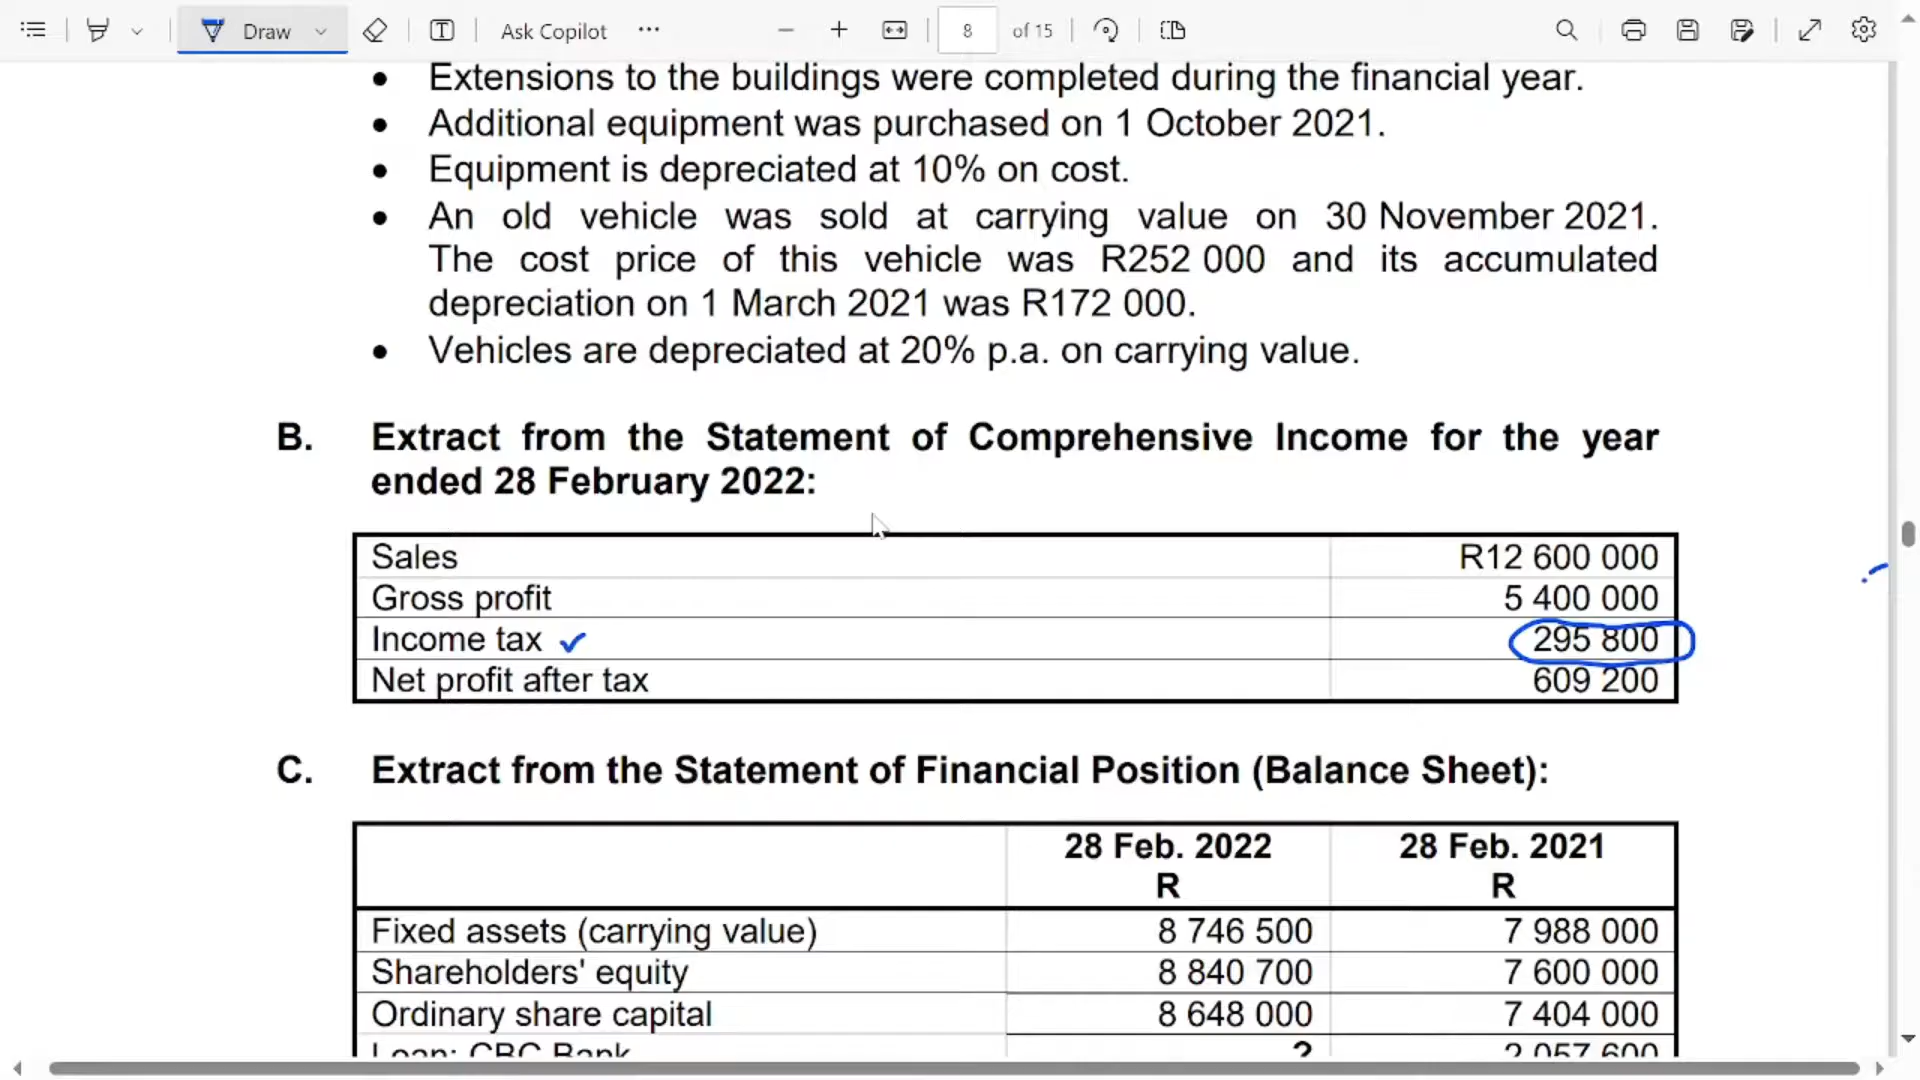 Draw
Ask Copilot
8 of 15
• Extensions to the buildings were completed during the financial year.
• Additional equipment was purchased on 1 October 2021.
• Equipment is depreciated at 10% on cost.
• An old vehicle was sold at carrying value on 30 November 2021.
The cost price of this vehicle was R252 000 and its accumulated
depreciation on 1 March 2021 was R172 000.
• Vehicles are depreciated at 20% p.a. on carrying value.
B. Extract from the Statement of Comprehensive Income for the year
ended 28 February 2022:
Sales R12 600 000
Gross profit 5 400 000
Income tax ✓ 295 800
Net profit after tax 609 200
C. Extract from the Statement of Financial Position (Balance Sheet):
28 Feb. 2022 28 Feb. 2021
R R
Fixed assets (carrying value) 8 746 500 7 988 000
Shareholders' equity 8 840 700 7 600 000
Ordinary share capital 8 648 000 7 404 000
Loan: CBC Bank ? 2 057 600